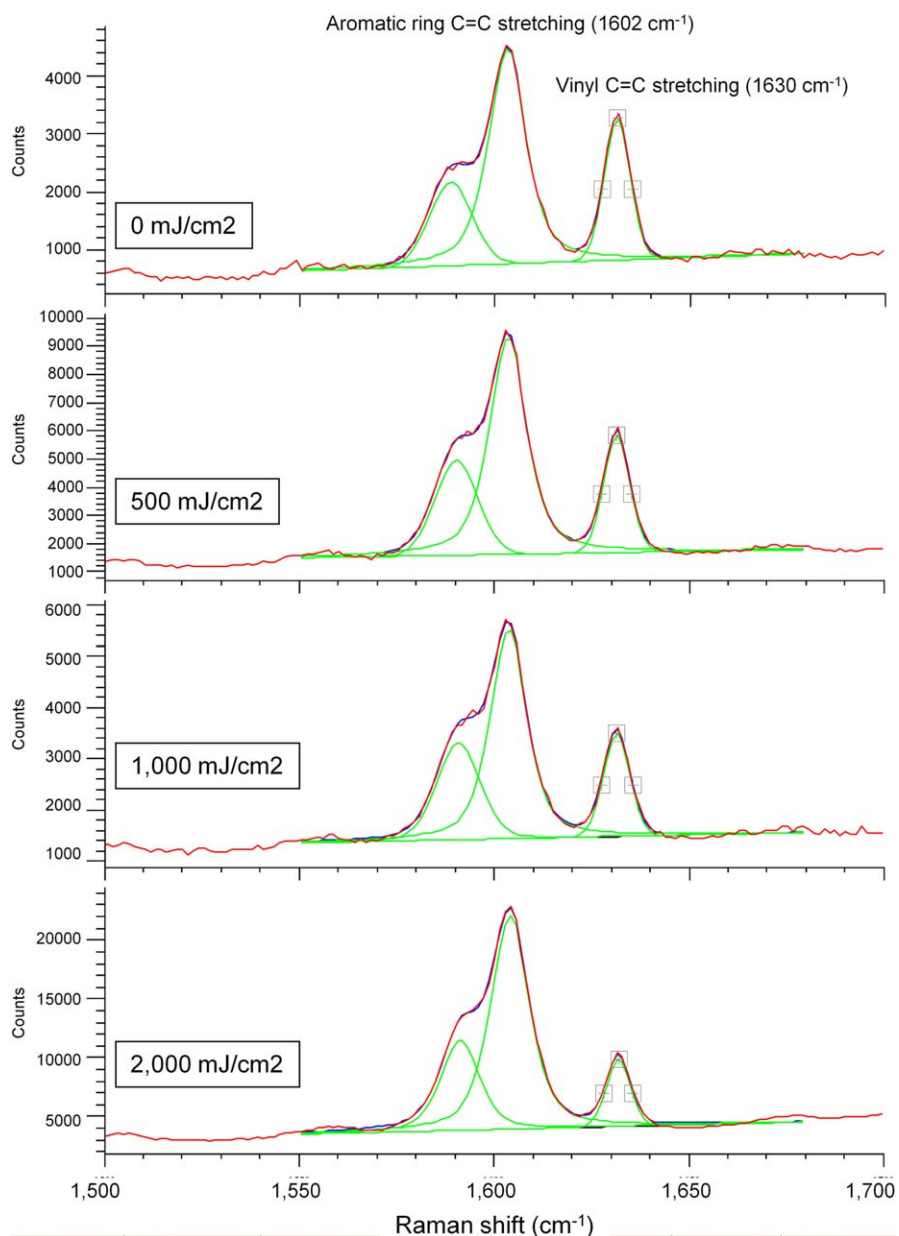 Aromatic ring C=C stretching (1602 cm⁻¹)
Vinyl C=C stretching (1630 cm⁻¹)
Counts
4000
3000
2000
1000
0 mJ/cm2
Counts
10000
9000
8000
7000
6000
5000
4000
3000
2000
1000
500 mJ/cm2
Counts
6000
5000
4000
3000
2000
1000
1,000 mJ/cm2
Counts
20000
15000
10000
5000
2,000 mJ/cm2
1,500 1,550 1,600 1,650 1,700
Raman shift (cm⁻¹)